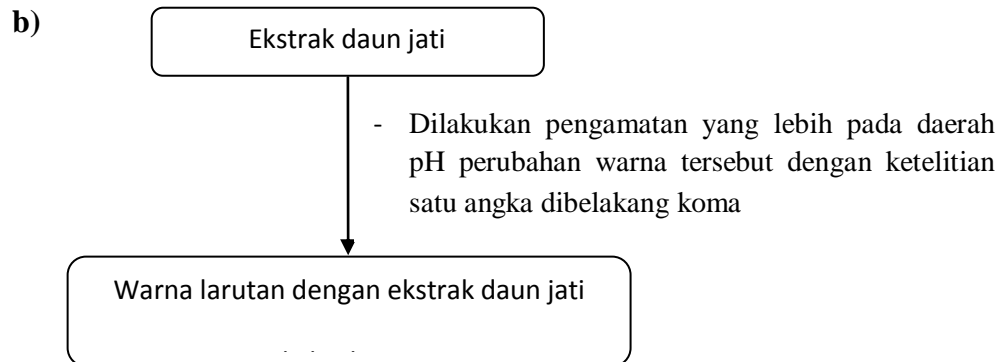 b)
Ekstrak daun jati
- Dilakukan pengamatan yang lebih pada daerah
pH perubahan warna tersebut dengan ketelitian
satu angka dibelakang koma
Warna larutan dengan ekstrak daun jati